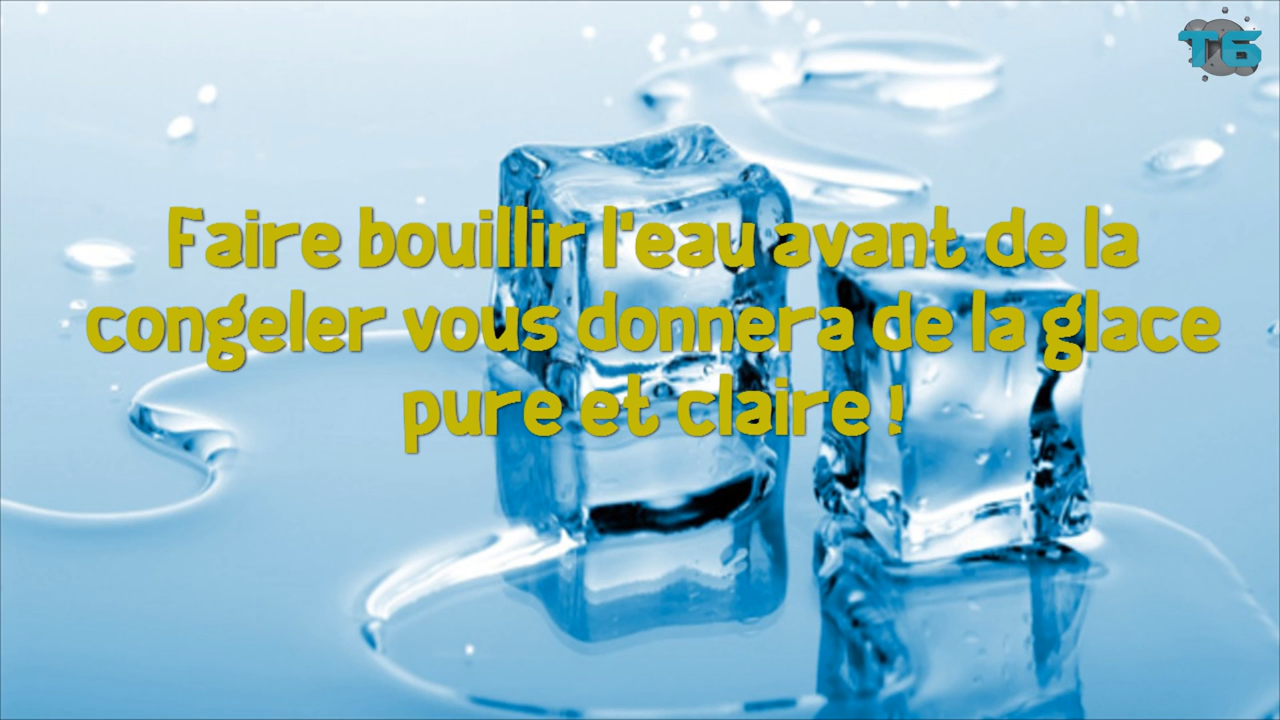 T6
Faire bouillir l'eau avant de la
congeler vous donnera de la glace
pure et claire !